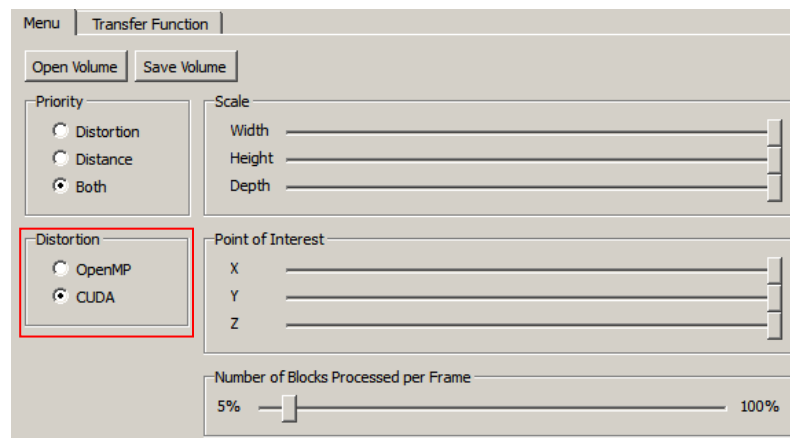 Menu Transfer Function
Open Volume Save Volume
Priority
Distortion
Distance
Both
Scale
Width
Height
Depth
Distortion
OpenMP
CUDA
Point of Interest
X
Y
Z
Number of Blocks Processed per Frame
5% 100%